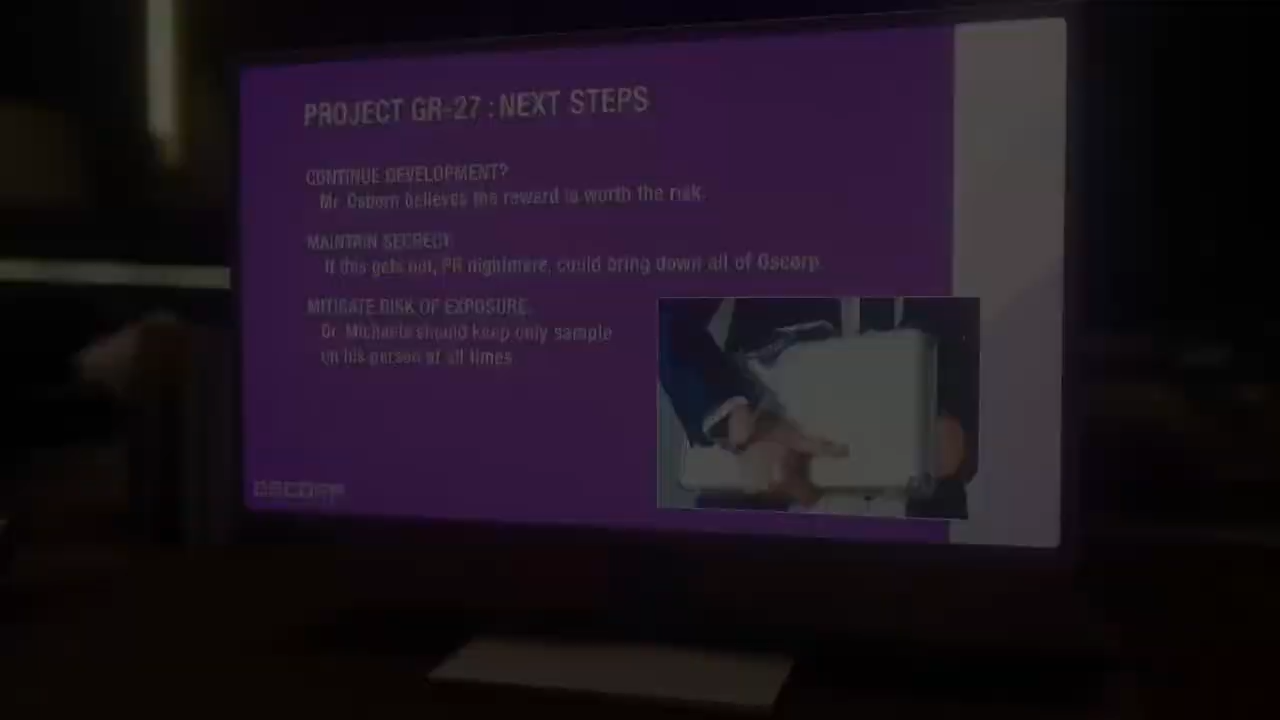 PROJECT GR-27 : NEXT STEPS
CONTINUE DEVELOPMENT?
Mr. Osborn believes the reward is worth the risk.
MAINTAIN SECRECY.
If this gets out, PR nightmare, could bring down all of Oscorp.
MITIGATE RISK OF EXPOSURE.
Dr. Michaels should keep only sample
on his person at all times.
OSCORP